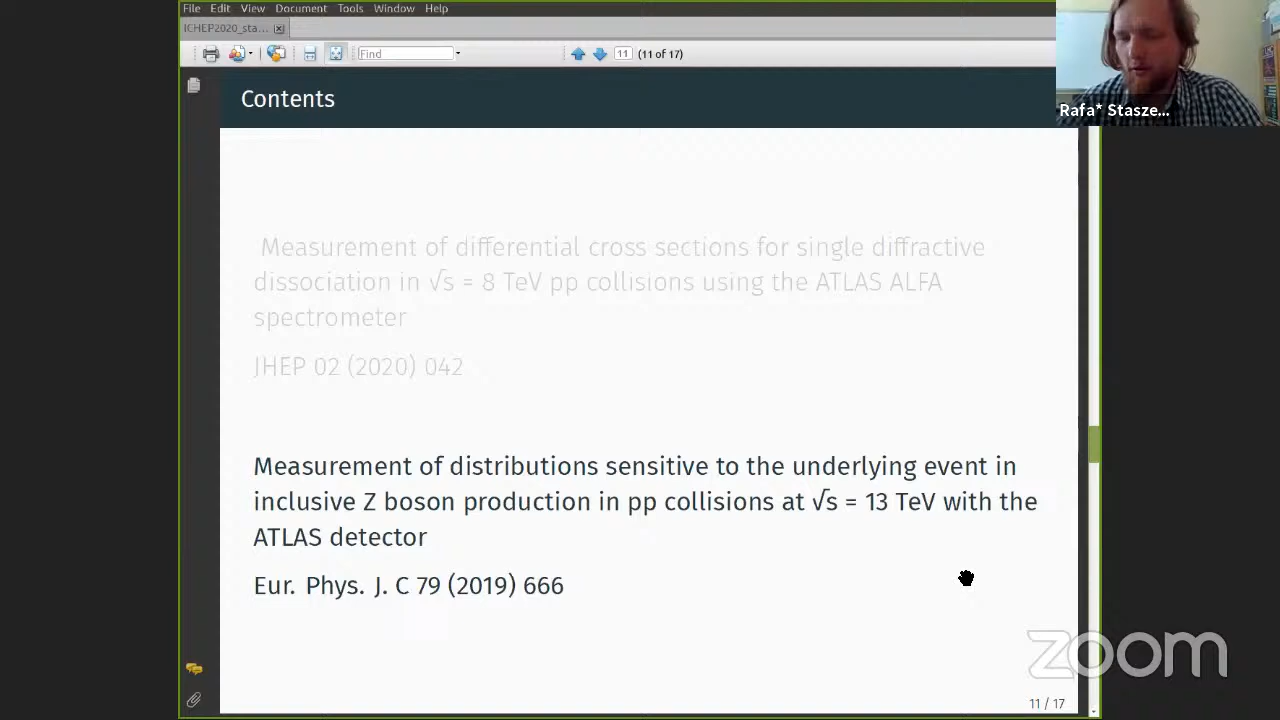 File Edit View Document Tools Window Help
ICHEP2020_sta...
Find
11 (11 of 17)
Contents
Rafa* Stasze...
Measurement of differential cross sections for single diffractive
dissociation in √s = 8 TeV pp collisions using the ATLAS ALFA
spectrometer
JHEP 02 (2020) 042
Measurement of distributions sensitive to the underlying event in
inclusive Z boson production in pp collisions at √s = 13 TeV with the
ATLAS detector
Eur. Phys. J. C 79 (2019) 666
zoom
11 / 17